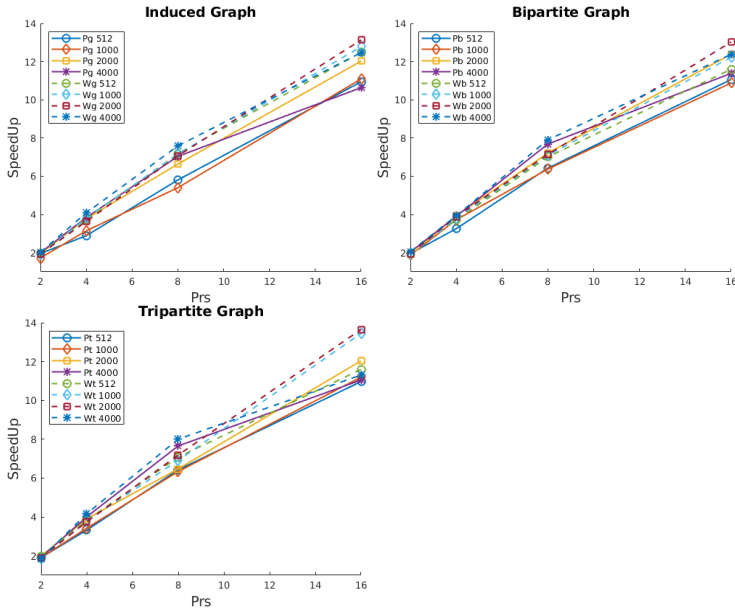 Induced Graph
SpeedUp
14
12
10
8
6
4
2
Pg 512
Pg 1000
Pg 2000
Pg 4000
Wg 512
Wg 1000
Wg 2000
Wg 4000
2 4 6 8 10 12 14 16
Prs
Bipartite Graph
SpeedUp
14
12
10
8
6
4
2
Pb 512
Pb 1000
Pb 2000
Pb 4000
Wb 512
Wb 1000
Wb 2000
Wb 4000
2 4 6 8 10 12 14 16
Prs
Tripartite Graph
SpeedUp
14
12
10
8
6
4
2
Pt 512
Pt 1000
Pt 2000
Pt 4000
Wt 512
Wt 1000
Wt 2000
Wt 4000
2 4 6 8 10 12 14 16
Prs